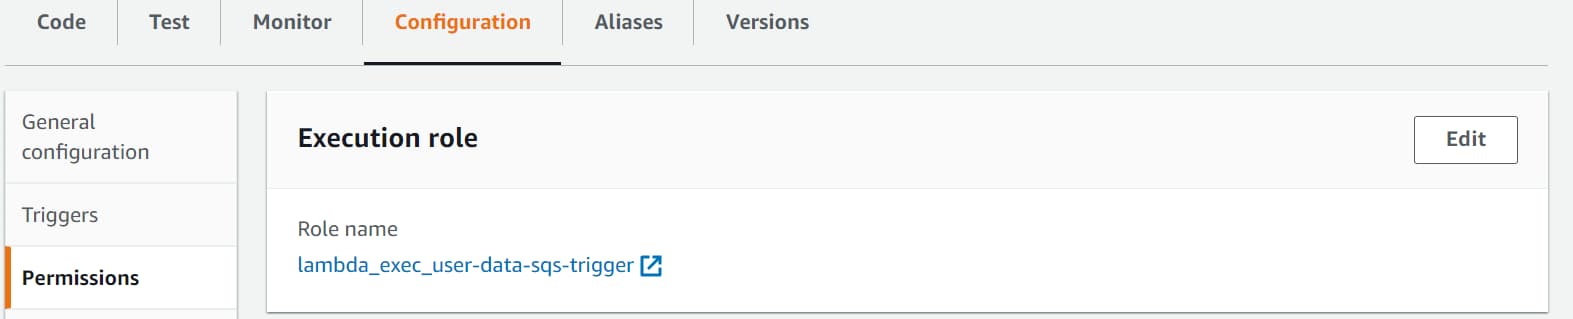 Code Test Monitor Configuration Aliases Versions
General
configuration
Triggers
Permissions
Execution role
Edit
Role name
lambda_exec_user-data-sqs-trigger